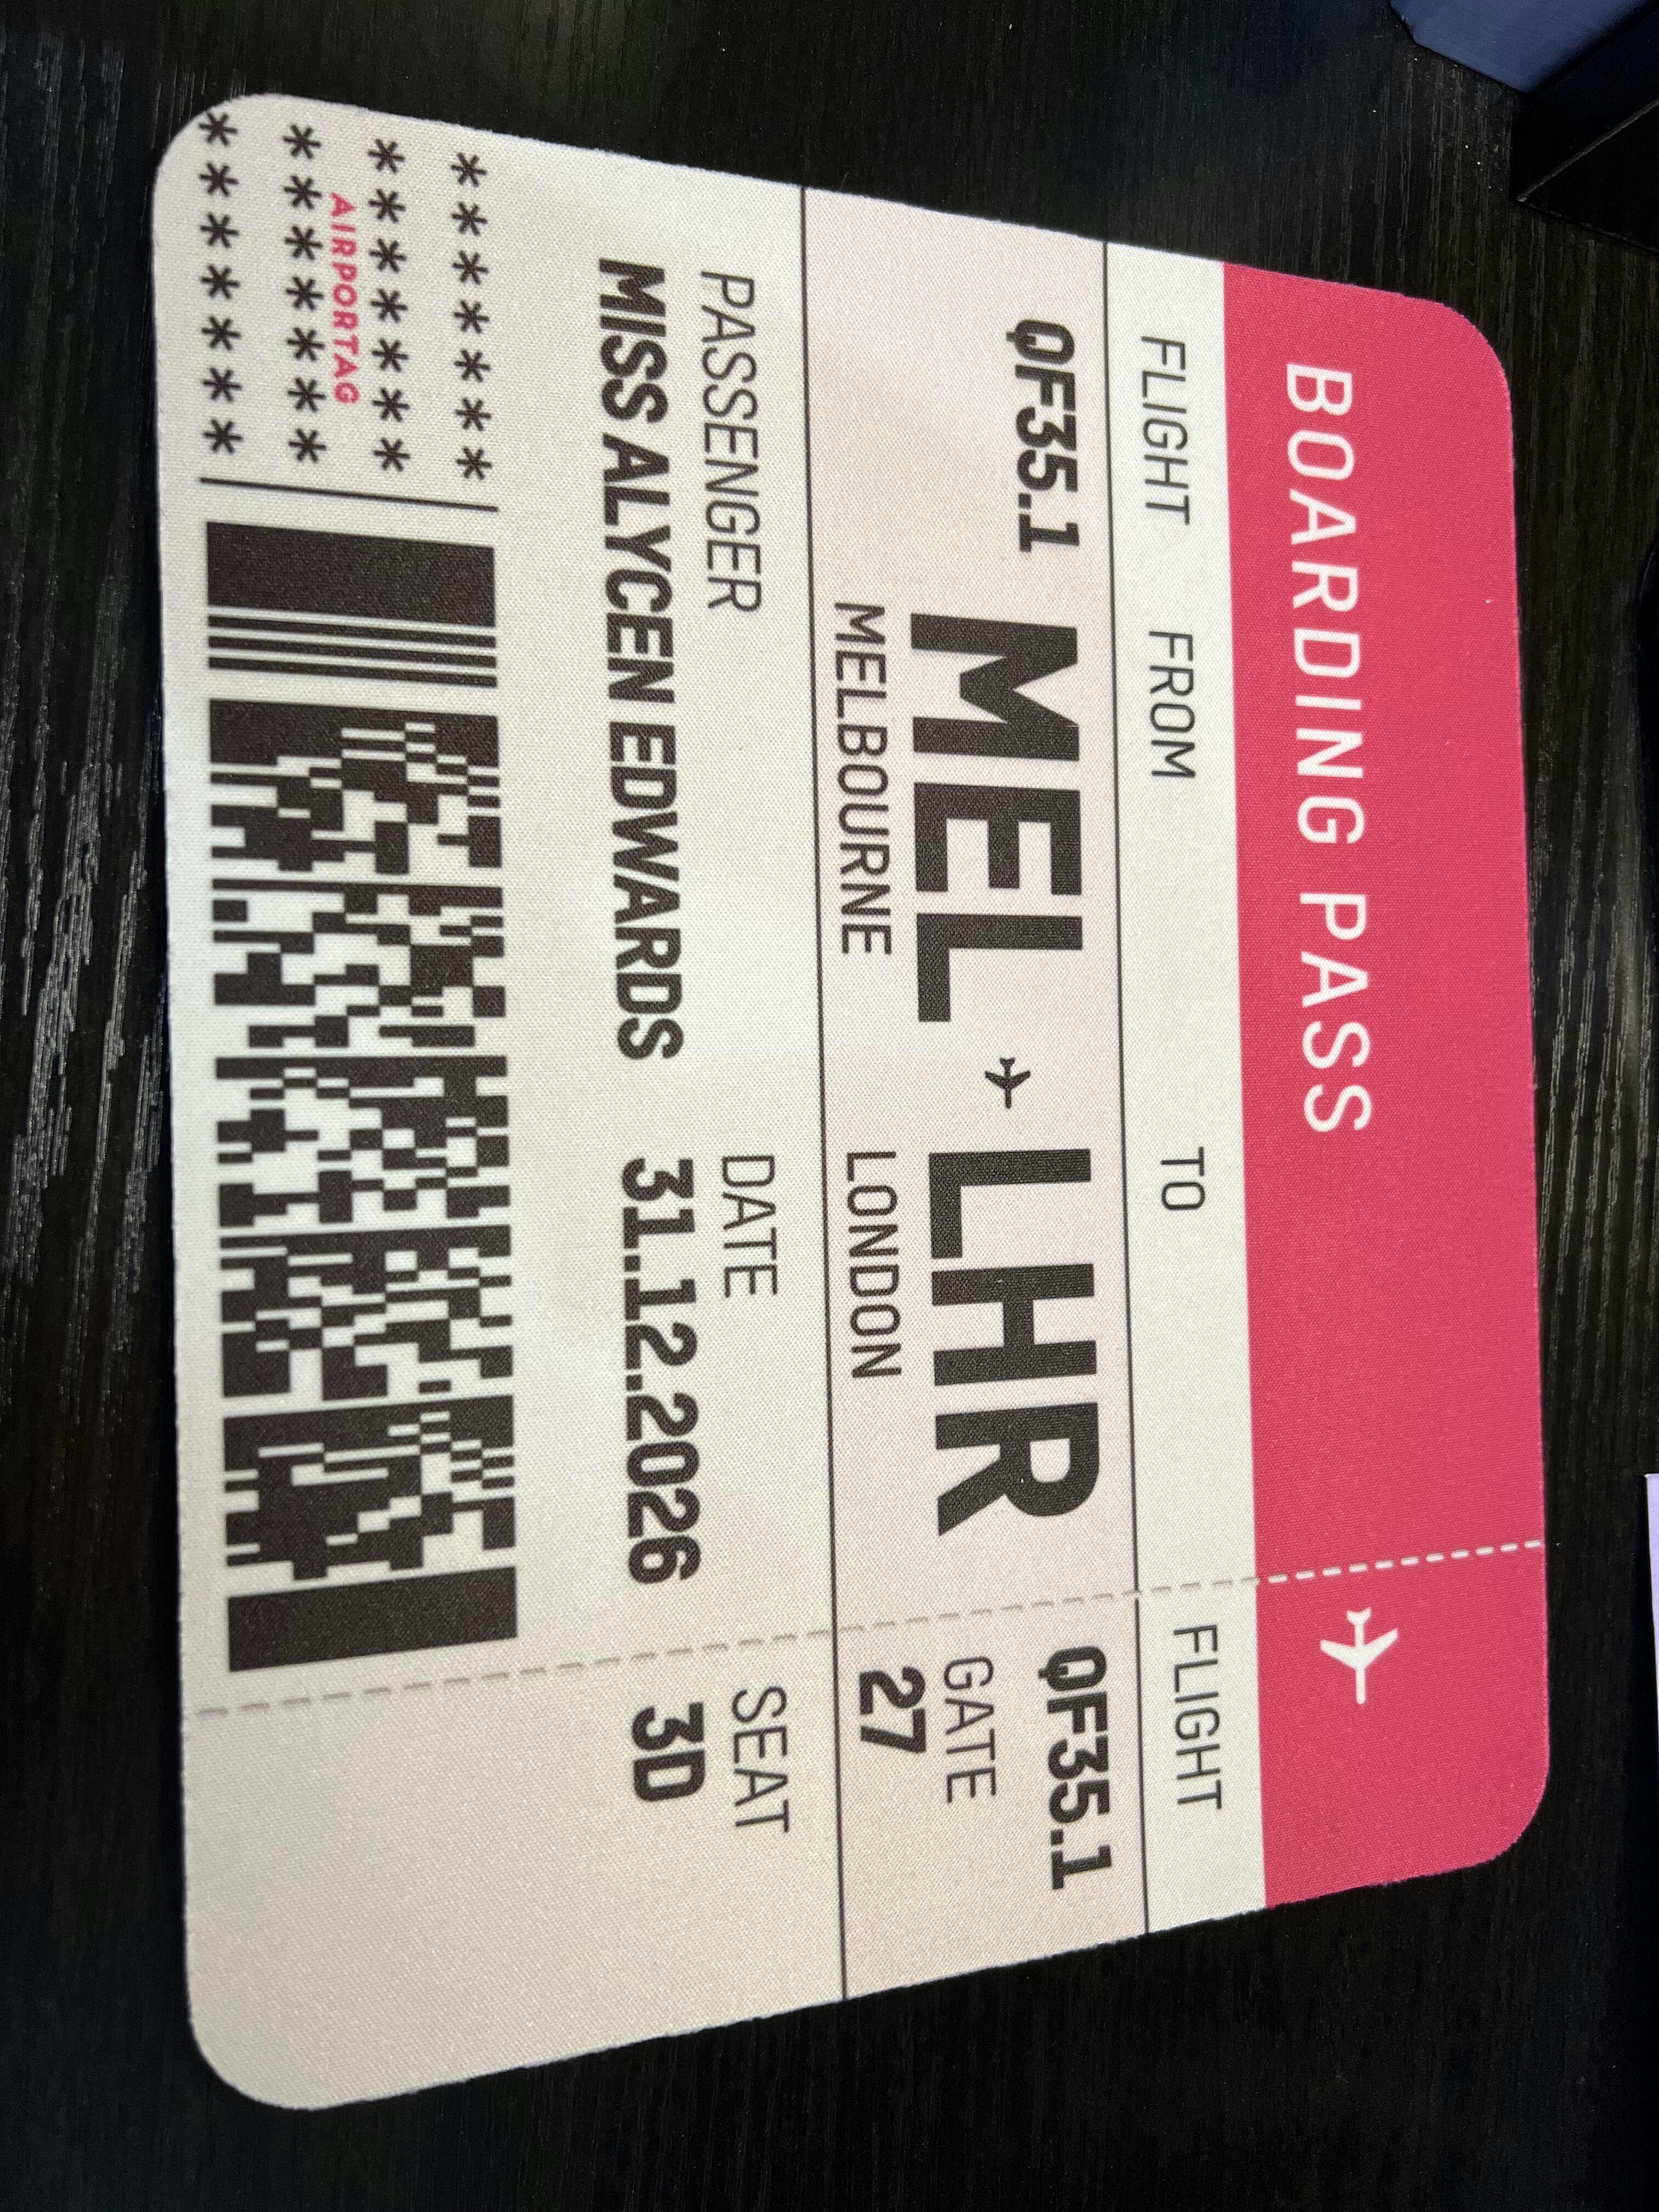 BOARDING PASS
FLIGHT FROM TO FLIGHT
QF35.1 MEL LHR QF35.1
MELBOURNE LONDON
GATE
27
PASSENGER DATE SEAT
MISS ALYCEN EDWARDS 31.12.2026 3D
*******
*******
AIRPORTAG
*******
*******